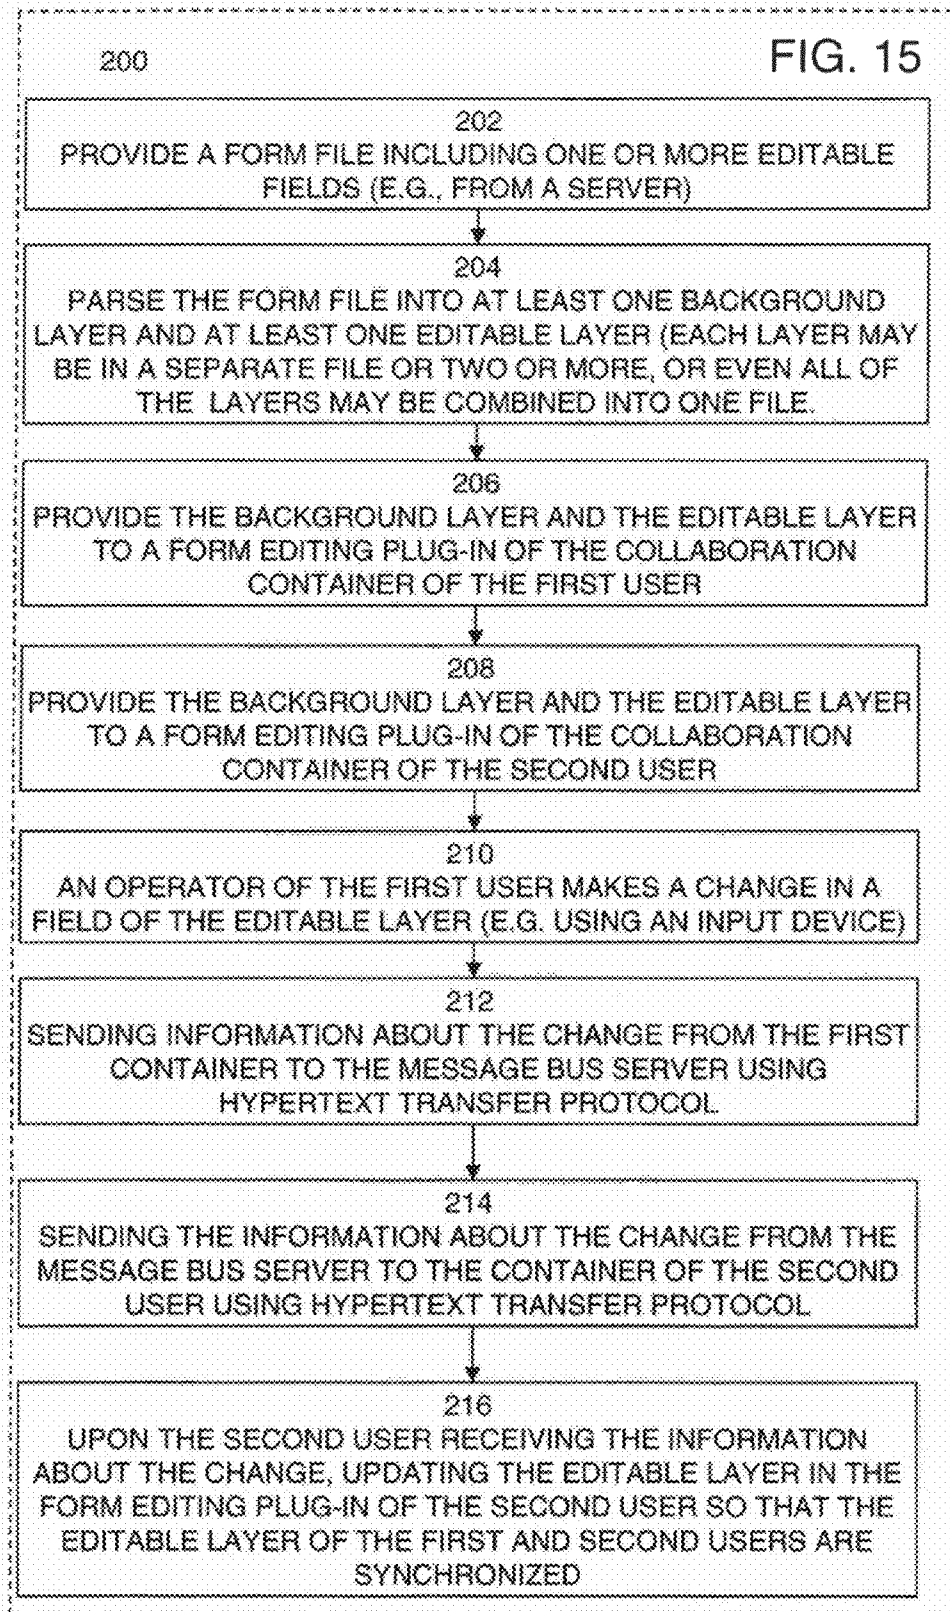 200
FIG. 15
202
PROVIDE A FORM FILE INCLUDING ONE OR MORE EDITABLE
FIELDS (E.G., FROM A SERVER)
204
PARSE THE FORM FILE INTO AT LEAST ONE BACKGROUND
LAYER AND AT LEAST ONE EDITABLE LAYER (EACH LAYER MAY
BE IN A SEPARATE FILE OR TWO OR MORE, OR EVEN ALL OF
THE LAYERS MAY BE COMBINED INTO ONE FILE.
206
PROVIDE THE BACKGROUND LAYER AND THE EDITABLE LAYER
TO A FORM EDITING PLUG-IN OF THE COLLABORATION
CONTAINER OF THE FIRST USER
208
PROVIDE THE BACKGROUND LAYER AND THE EDITABLE LAYER
TO A FORM EDITING PLUG-IN OF THE COLLABORATION
CONTAINER OF THE SECOND USER
210
AN OPERATOR OF THE FIRST USER MAKES A CHANGE IN A
FIELD OF THE EDITABLE LAYER (E.G. USING AN INPUT DEVICE)
212
SENDING INFORMATION ABOUT THE CHANGE FROM THE FIRST
CONTAINER TO THE MESSAGE BUS SERVER USING
HYPERTEXT TRANSFER PROTOCOL
214
SENDING THE INFORMATION ABOUT THE CHANGE FROM THE
MESSAGE BUS SERVER TO THE CONTAINER OF THE SECOND
USER USING HYPERTEXT TRANSFER PROTOCOL
216
UPON THE SECOND USER RECEIVING THE INFORMATION
ABOUT THE CHANGE, UPDATING THE EDITABLE LAYER IN THE
FORM EDITING PLUG-IN OF THE SECOND USER SO THAT THE
EDITABLE LAYER OF THE FIRST AND SECOND USERS ARE
SYNCHRONIZED